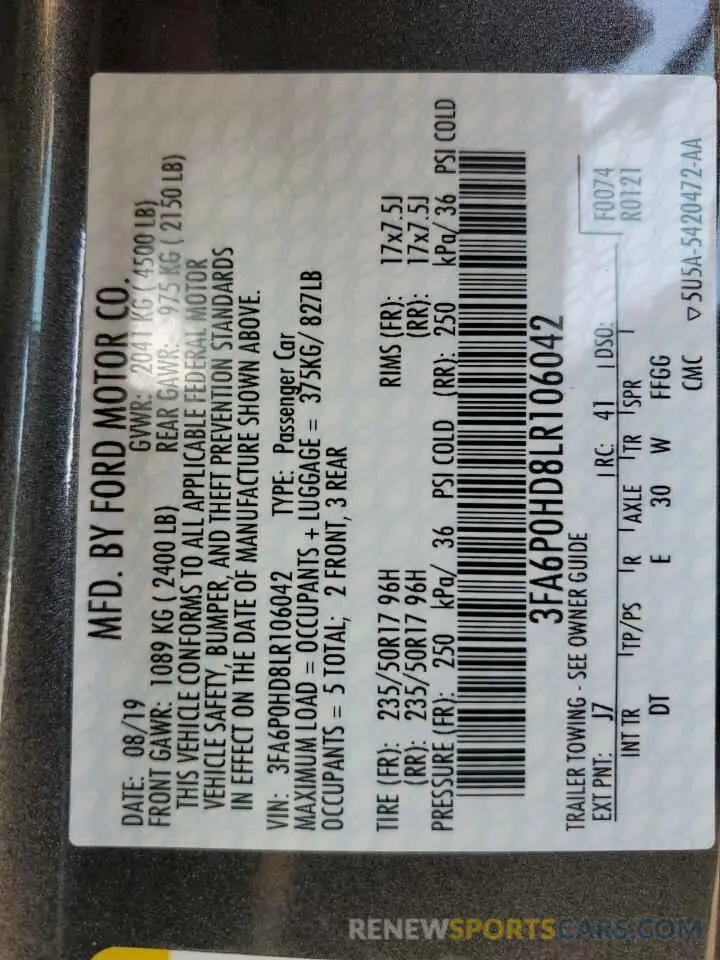 MFD. BY FORD MOTOR CO.
DATE: 08/19 GVWR: 2041 KG ( 4500 LB)
FRONT GAWR: 1089 KG ( 2400 LB) REAR GAWR: 975 KG ( 2150 LB)
THIS VEHICLE CONFORMS TO ALL APPLICABLE FEDERAL MOTOR
VEHICLE SAFETY, BUMPER, AND THEFT PREVENTION STANDARDS
IN EFFECT ON THE DATE OF MANUFACTURE SHOWN ABOVE.
VIN: 3FA6P0HD8LR106042 TYPE: Passenger Car
MAXIMUM LOAD = OCCUPANTS + LUGGAGE = 375KG/ 827LB
OCCUPANTS = 5 TOTAL; 2 FRONT, 3 REAR
TIRE (FR): 235/50R17 96H RIMS (FR): 17x7.5J
(RR): 235/50R17 96H (RR): 17x7.5J
PRESSURE (FR): 250 kPa/ 36 PSI COLD (RR): 250 kPa/ 36 PSI COLD
3FA6P0HD8LR106042
TRAILER TOWING - SEE OWNER GUIDE F0074
EXT PNT: J7 RC: 41 DSO: R0121
INT TR TP/PS R AXLE TR SPR
DT E 30 W FFGG
CMC ▽5U5A-5420472-AA
RENEWSPORTSCARS.COM